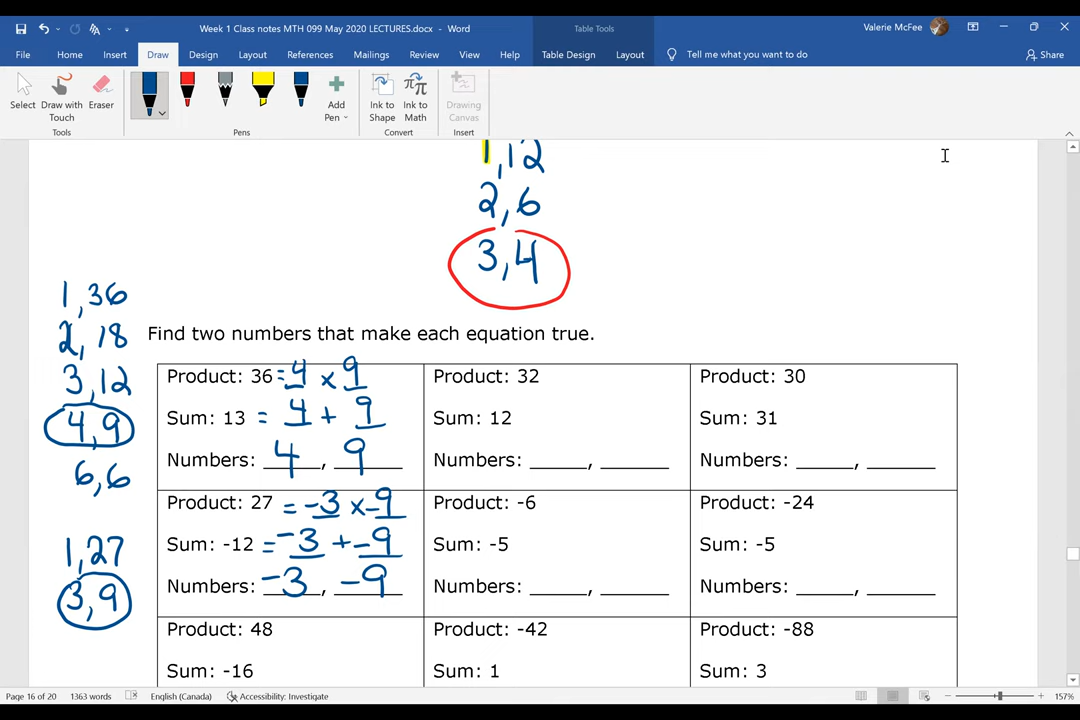 Week 1 Class notes MTH 099 May 2020 LECTURES.docx - Word
Table Tools
Valerie McFee
File Home Insert Draw Design Layout References Mailings Review View Help Table Design Layout Tell me what you want to do Share
Select
Draw with Touch
Eraser
Add Pen
Ink to Shape
Ink to Math
Drawing Canvas
Tools
Pens
Convert
Insert
1,12
2,6
3,4
1,36
2,18
3,12
4,9
6,6
Find two numbers that make each equation true.
Product: 36 = 4 x 9
Sum: 13 = 4 + 9
Numbers: 4, 9
Product: 32
Sum: 12
Numbers: _____, ______
Product: 30
Sum: 31
Numbers: _____, ______
1,27
3,9
Product: 27 = -3 x -9
Sum: -12 = -3 + -9
Numbers: -3, -9
Product: -6
Sum: -5
Numbers: _____, ______
Product: -24
Sum: -5
Numbers: _____, ______
Product: 48
Sum: -16
Product: -42
Sum: 1
Product: -88
Sum: 3
Page 16 of 20 1363 words English (Canada) Accessibility: Investigate 157%